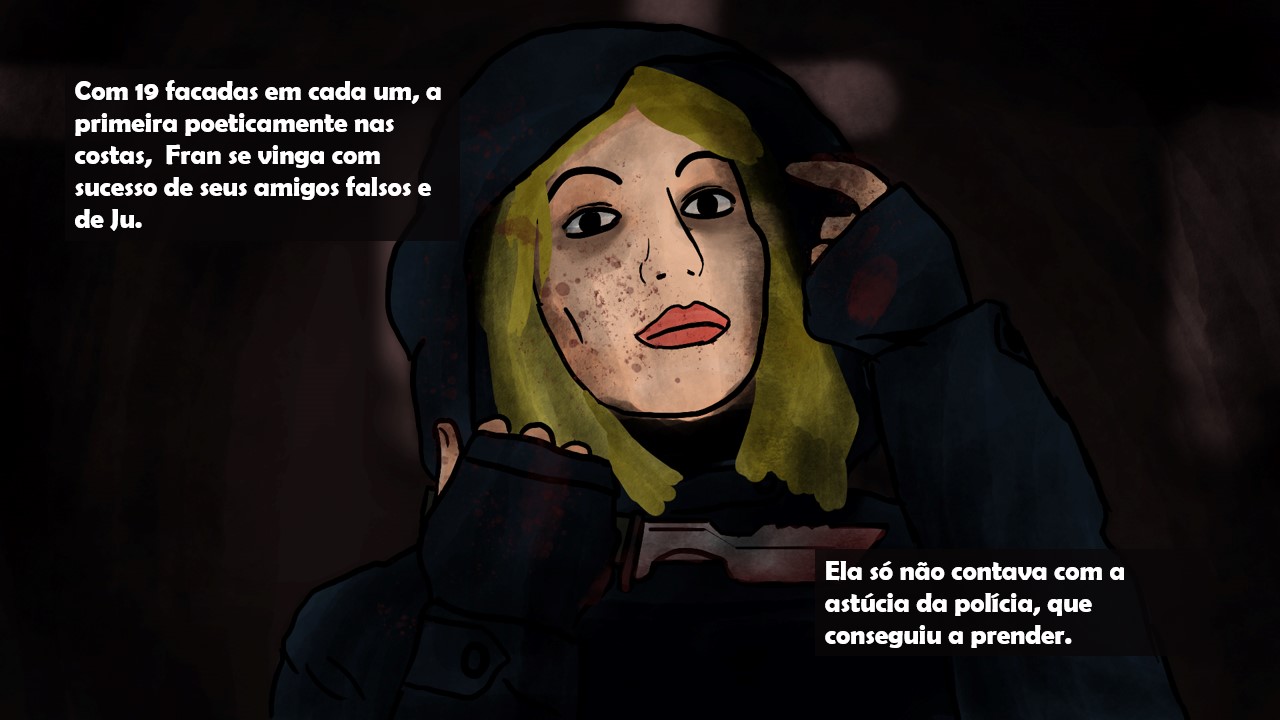 Com 19 facadas em cada um, a
primeira poeticamente nas
costas,  Fran se vinga com
sucesso de seus amigos falsos e
de Ju.
Ela só não contava com a
astúcia da polícia, que
conseguiu a prender.